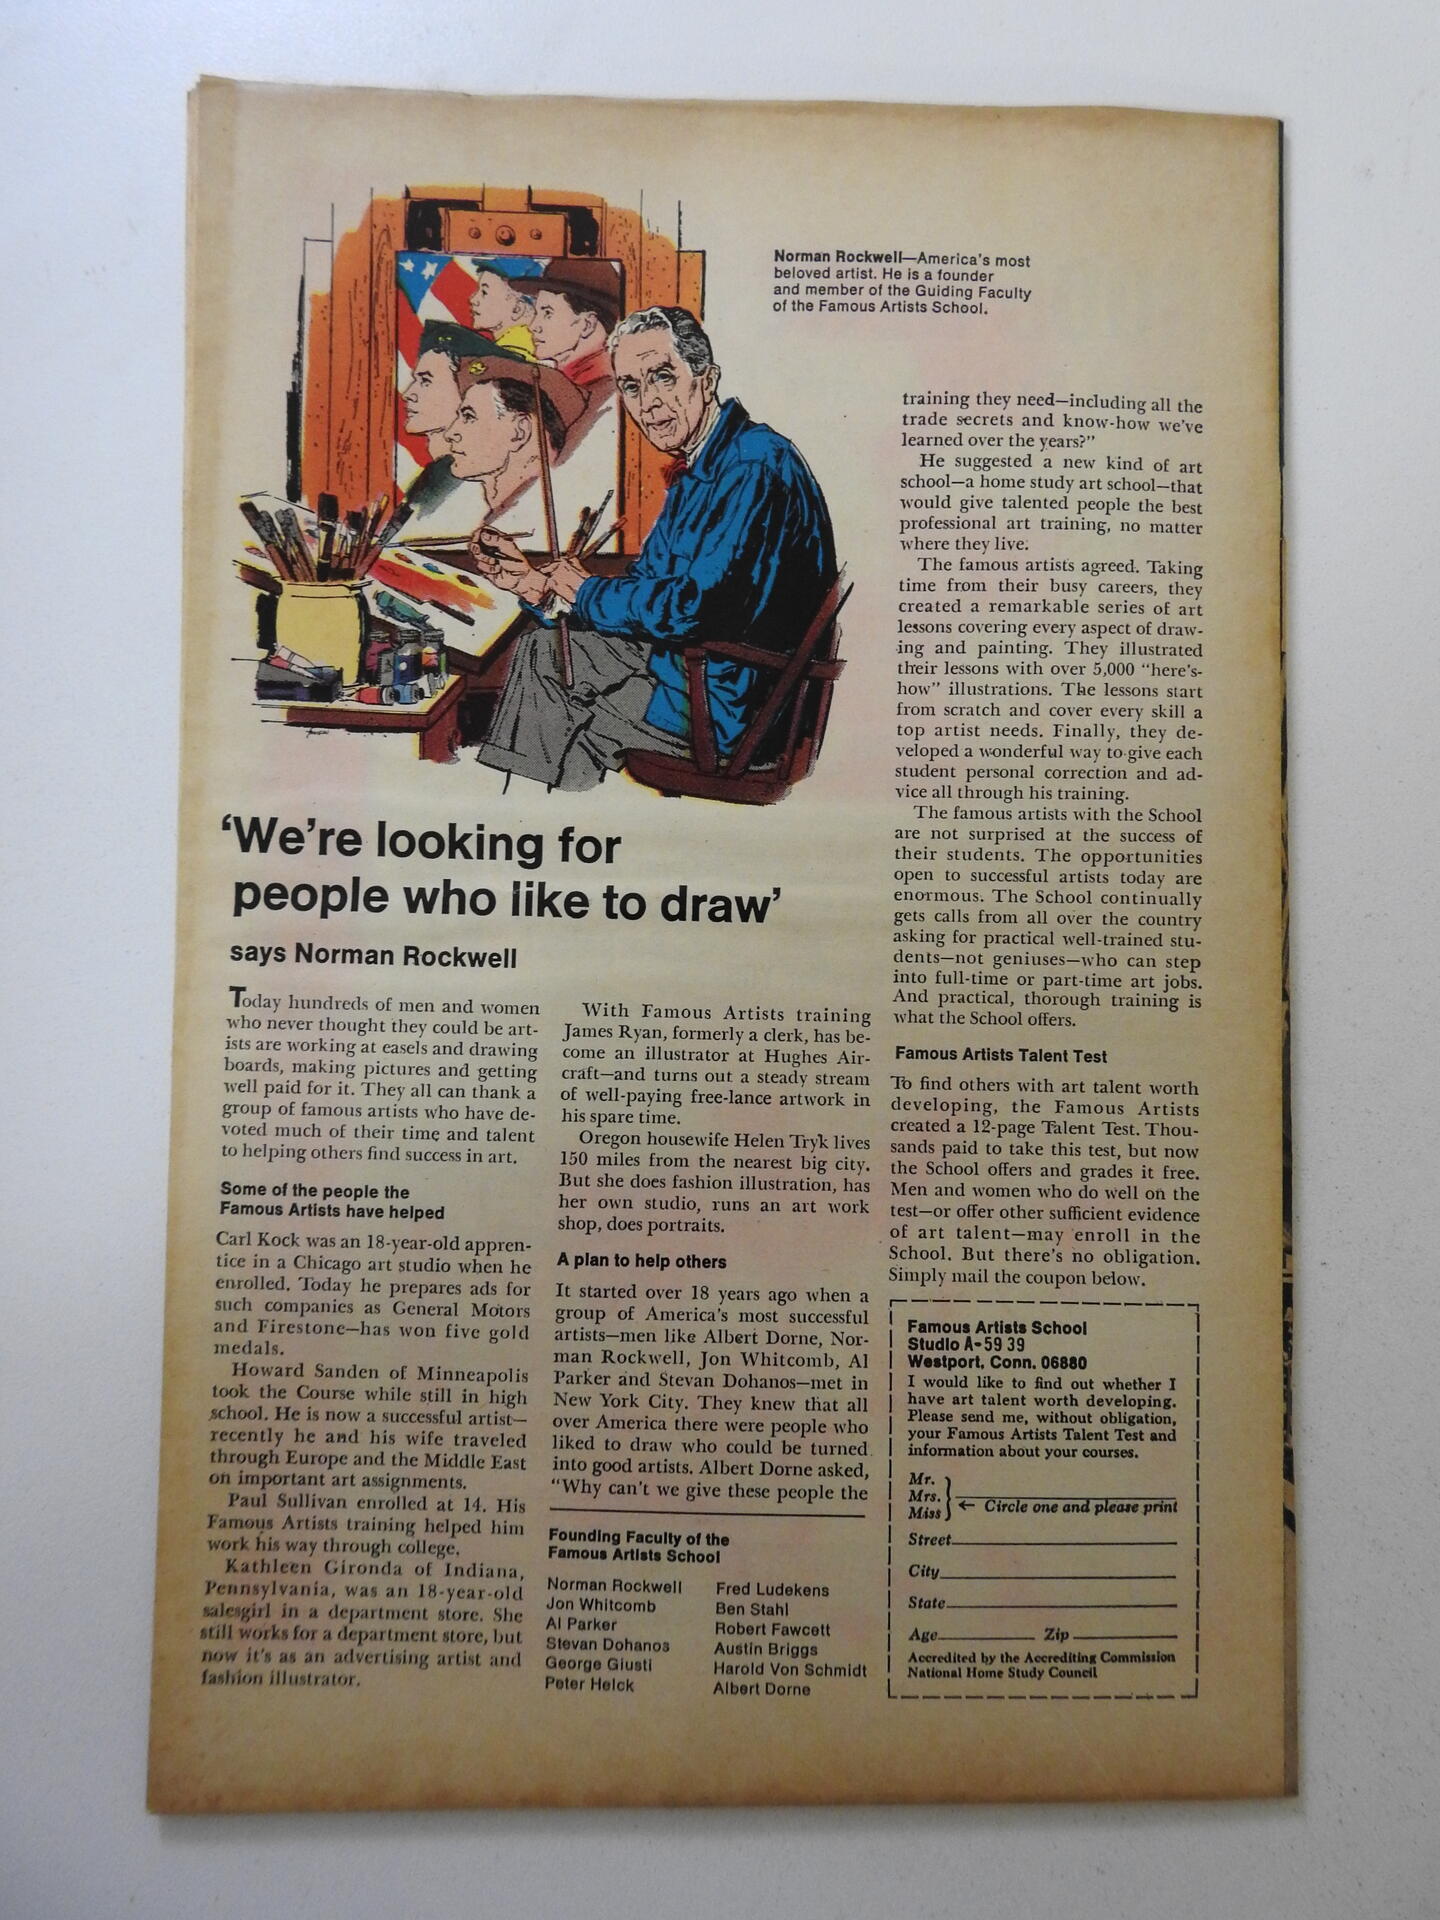 Norman Rockwell—America's most
beloved artist. He is a founder
and member of the Guiding Faculty
of the Famous Artists School.
'We're looking for
people who like to draw'
says Norman Rockwell
Today hundreds of men and women
who never thought they could be art-
ists are working at easels and drawing
boards, making pictures and getting
well paid for it. They all can thank a
group of famous artists who have de-
voted much of their time and talent
to helping others find success in art.
Some of the people the
Famous Artists have helped
Carl Kock was an 18-year-old appren-
tice in a Chicago art studio when he
enrolled. Today he prepares ads for
such companies as General Motors
and Firestone—has won five gold
medals.
Howard Sanden of Minneapolis
took the Course while still in high
school. He is now a successful artist—
recently he and his wife traveled
through Europe and the Middle East
on important art assignments.
Paul Sullivan enrolled at 14. His
Famous Artists training helped him
work his way through college.
Kathleen Gironda of Indiana,
Pennsylvania, was an 18-year-old
salesgirl in a department store. She
still works for a department store, but
now it's as an advertising artist and
fashion illustrator.
With Famous Artists training
James Ryan, formerly a clerk, has be-
come an illustrator at Hughes Air-
craft—and turns out a steady stream
of well-paying free-lance artwork in
his spare time.
Oregon housewife Helen Tryk lives
150 miles from the nearest big city.
But she does fashion illustration, has
her own studio, runs an art work
shop, does portraits.
A plan to help others
It started over 18 years ago when a
group of America's most successful
artists—men like Albert Dorne, Nor-
man Rockwell, Jon Whitcomb, Al
Parker and Stevan Dohanos—met in
New York City. They knew that all
over America there were people who
liked to draw who could be turned
into good artists. Albert Dorne asked,
"Why can't we give these people the
training they need—including all the
trade secrets and know-how we've
learned over the years?"
He suggested a new kind of art
school—a home study art school—that
would give talented people the best
professional art training, no matter
where they live.
The famous artists agreed. Taking
time from their busy careers, they
created a remarkable series of art
lessons covering every aspect of draw-
ing and painting. They illustrated
their lessons with over 5,000 "here's-
how" illustrations. The lessons start
from scratch and cover every skill a
top artist needs. Finally, they de-
veloped a wonderful way to give each
student personal correction and ad-
vice all through his training.
The famous artists with the School
are not surprised at the success of
their students. The opportunities
open to successful artists today are
enormous. The School continually
gets calls from all over the country
asking for practical well-trained stu-
dents—not geniuses—who can step
into full-time or part-time art jobs.
And practical, thorough training is
what the School offers.
Famous Artists Talent Test
To find others with art talent worth
developing, the Famous Artists
created a 12-page Talent Test. Thou-
sands paid to take this test, but now
the School offers and grades it free.
Men and women who do well on the
test—or offer other sufficient evidence
of art talent—may enroll in the
School. But there's no obligation.
Simply mail the coupon below.
Founding Faculty of the
Famous Artists School
Norman Rockwell
Jon Whitcomb
Al Parker
Stevan Dohanos
George Giusti
Peter Helck
Fred Ludekens
Ben Stahl
Robert Fawcett
Austin Briggs
Harold Von Schmidt
Albert Dorne
Famous Artists School
Studio A-59 39
Westport, Conn. 06880
I would like to find out whether I
have art talent worth developing.
Please send me, without obligation,
your Famous Artists Talent Test and
information about your courses.
Mr.
Mrs.
Miss
← Circle one and please print
Street
City
State
Age Zip
Accredited by the Accrediting Commission
National Home Study Council